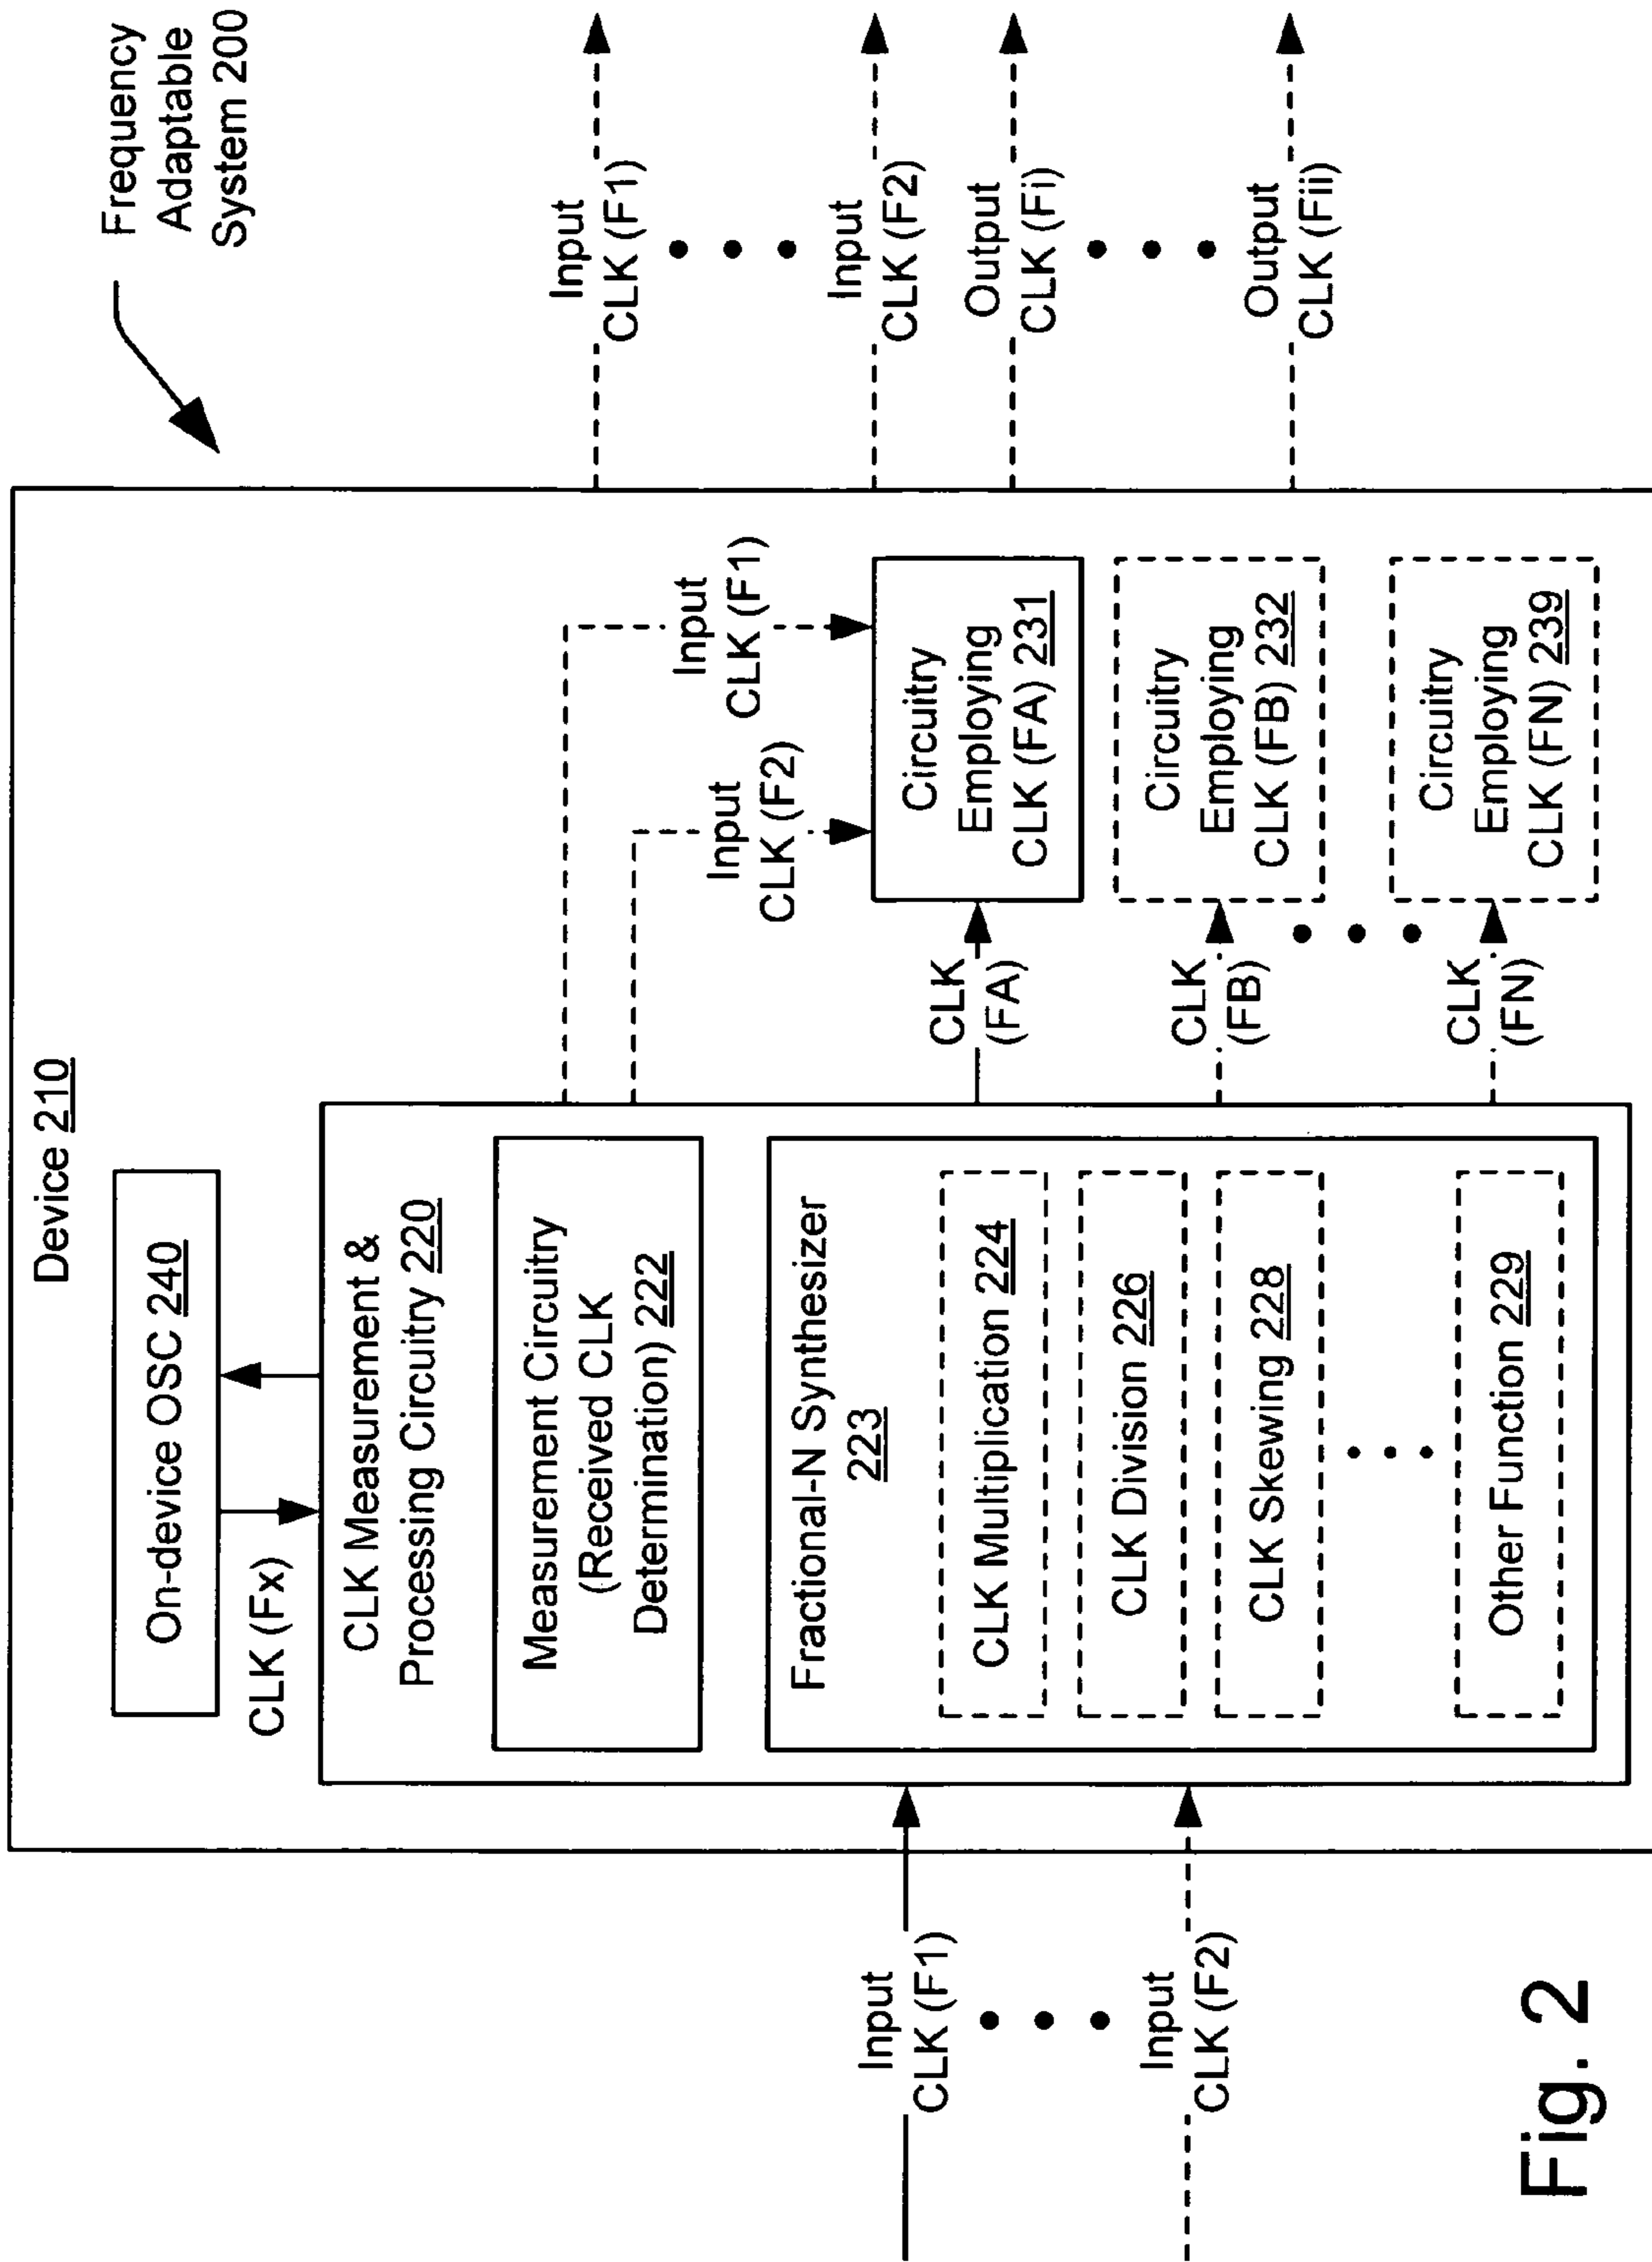 Frequency
Adaptable
System 200
Device 210
On-device OSC 240
CLK (Fx)
CLK Measurement &
Processing Circuitry 220
Measurement Circuitry
(Received CLK
Determination) 222
Fractional-N Synthesizer
223
CLK Multiplication 224
CLK Division 226
CLK Skewing 228
Other Function 229
Input
CLK (F1)
Input
CLK (F2)
Input
CLK (F1)
Input
CLK (F2)
CLK
(FA)
Circuitry
Employing
CLK (FA) 231
CLK
(FB)
Circuitry
Employing
CLK (FB) 232
CLK
(FN)
Circuitry
Employing
CLK (FN) 239
Input
CLK (F1)
Input
CLK (F2)
Output
CLK (Fi)
Output
CLK (Fii)
Fig. 2